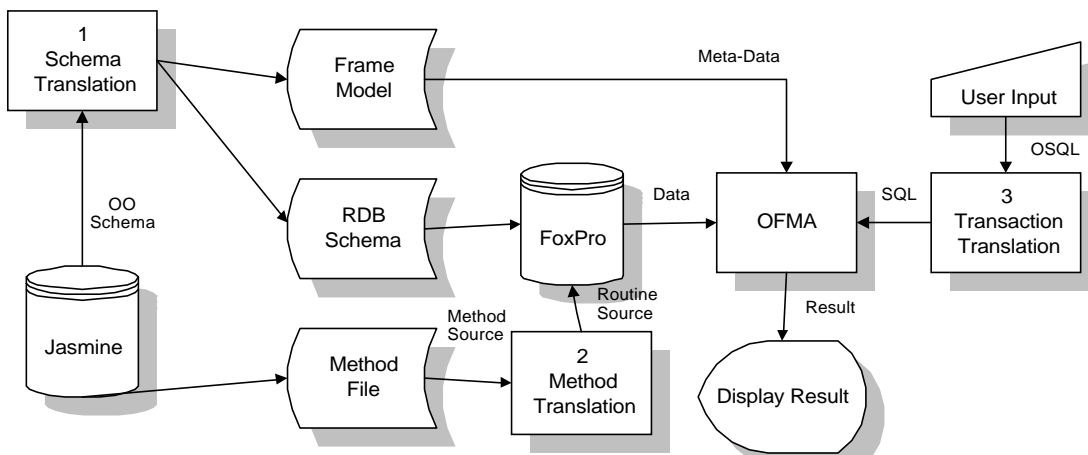 1
Schema
Translation
Frame
Model
Meta-Data
User Input
OSQL
OO
Schema
RDB
Schema
FoxPro
Data
OFMA
SQL
3
Transaction
Translation
Jasmine
Method
File
Method
Source
Routine
Source
2
Method
Translation
Result
Display Result